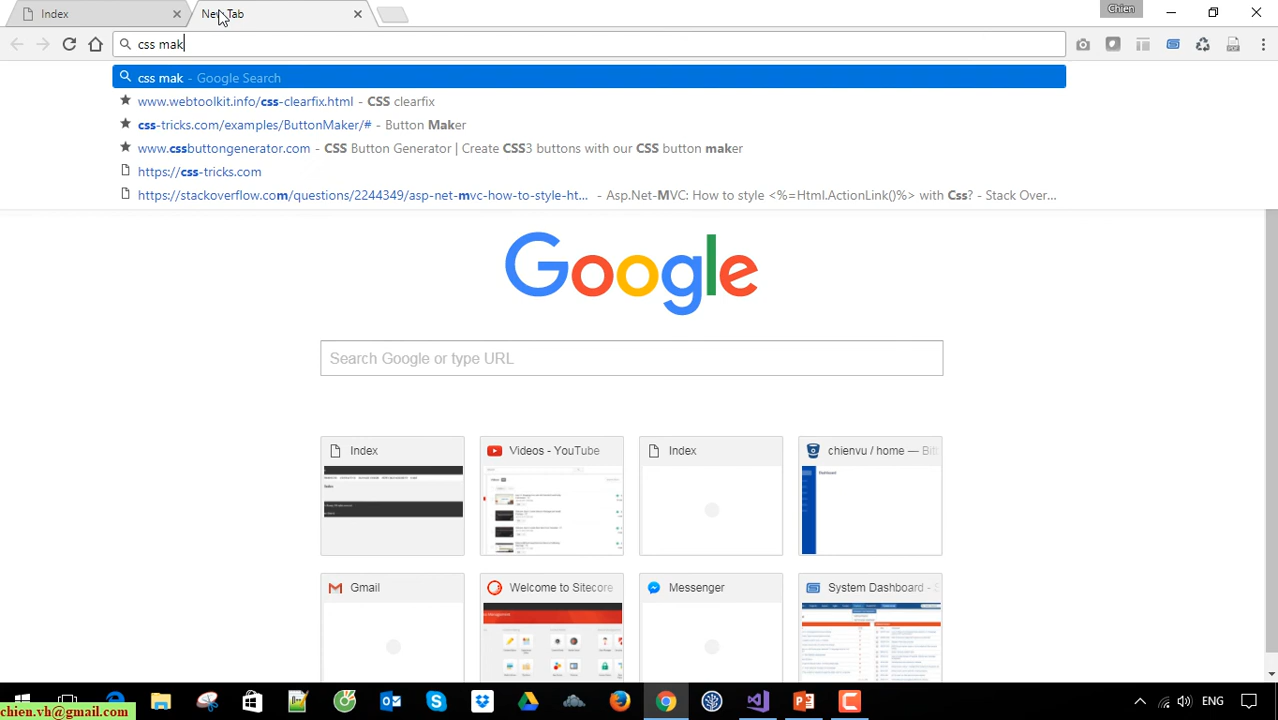 Index
New Tab
Chien
css mak
css mak - Google Search
www.webtoolkit.info/css-clearfix.html - CSS clearfix
css-tricks.com/examples/ButtonMaker/# - Button Maker
www.cssbuttongenerator.com - CSS Button Generator | Create CSS3 buttons with our CSS button maker
https://css-tricks.com
https://stackoverflow.com/questions/2244349/asp-net-mvc-how-to-style-ht... - Asp.Net-MVC: How to style <%=Html.ActionLink()%> with Css? - Stack Over...
Google
Search Google or type URL
Index
Videos - YouTube
Index
chienvu / home — Bit
Gmail
Welcome to Sitecore
Messenger
System Dashboard - S
chien.vh@gmail.com
ENG